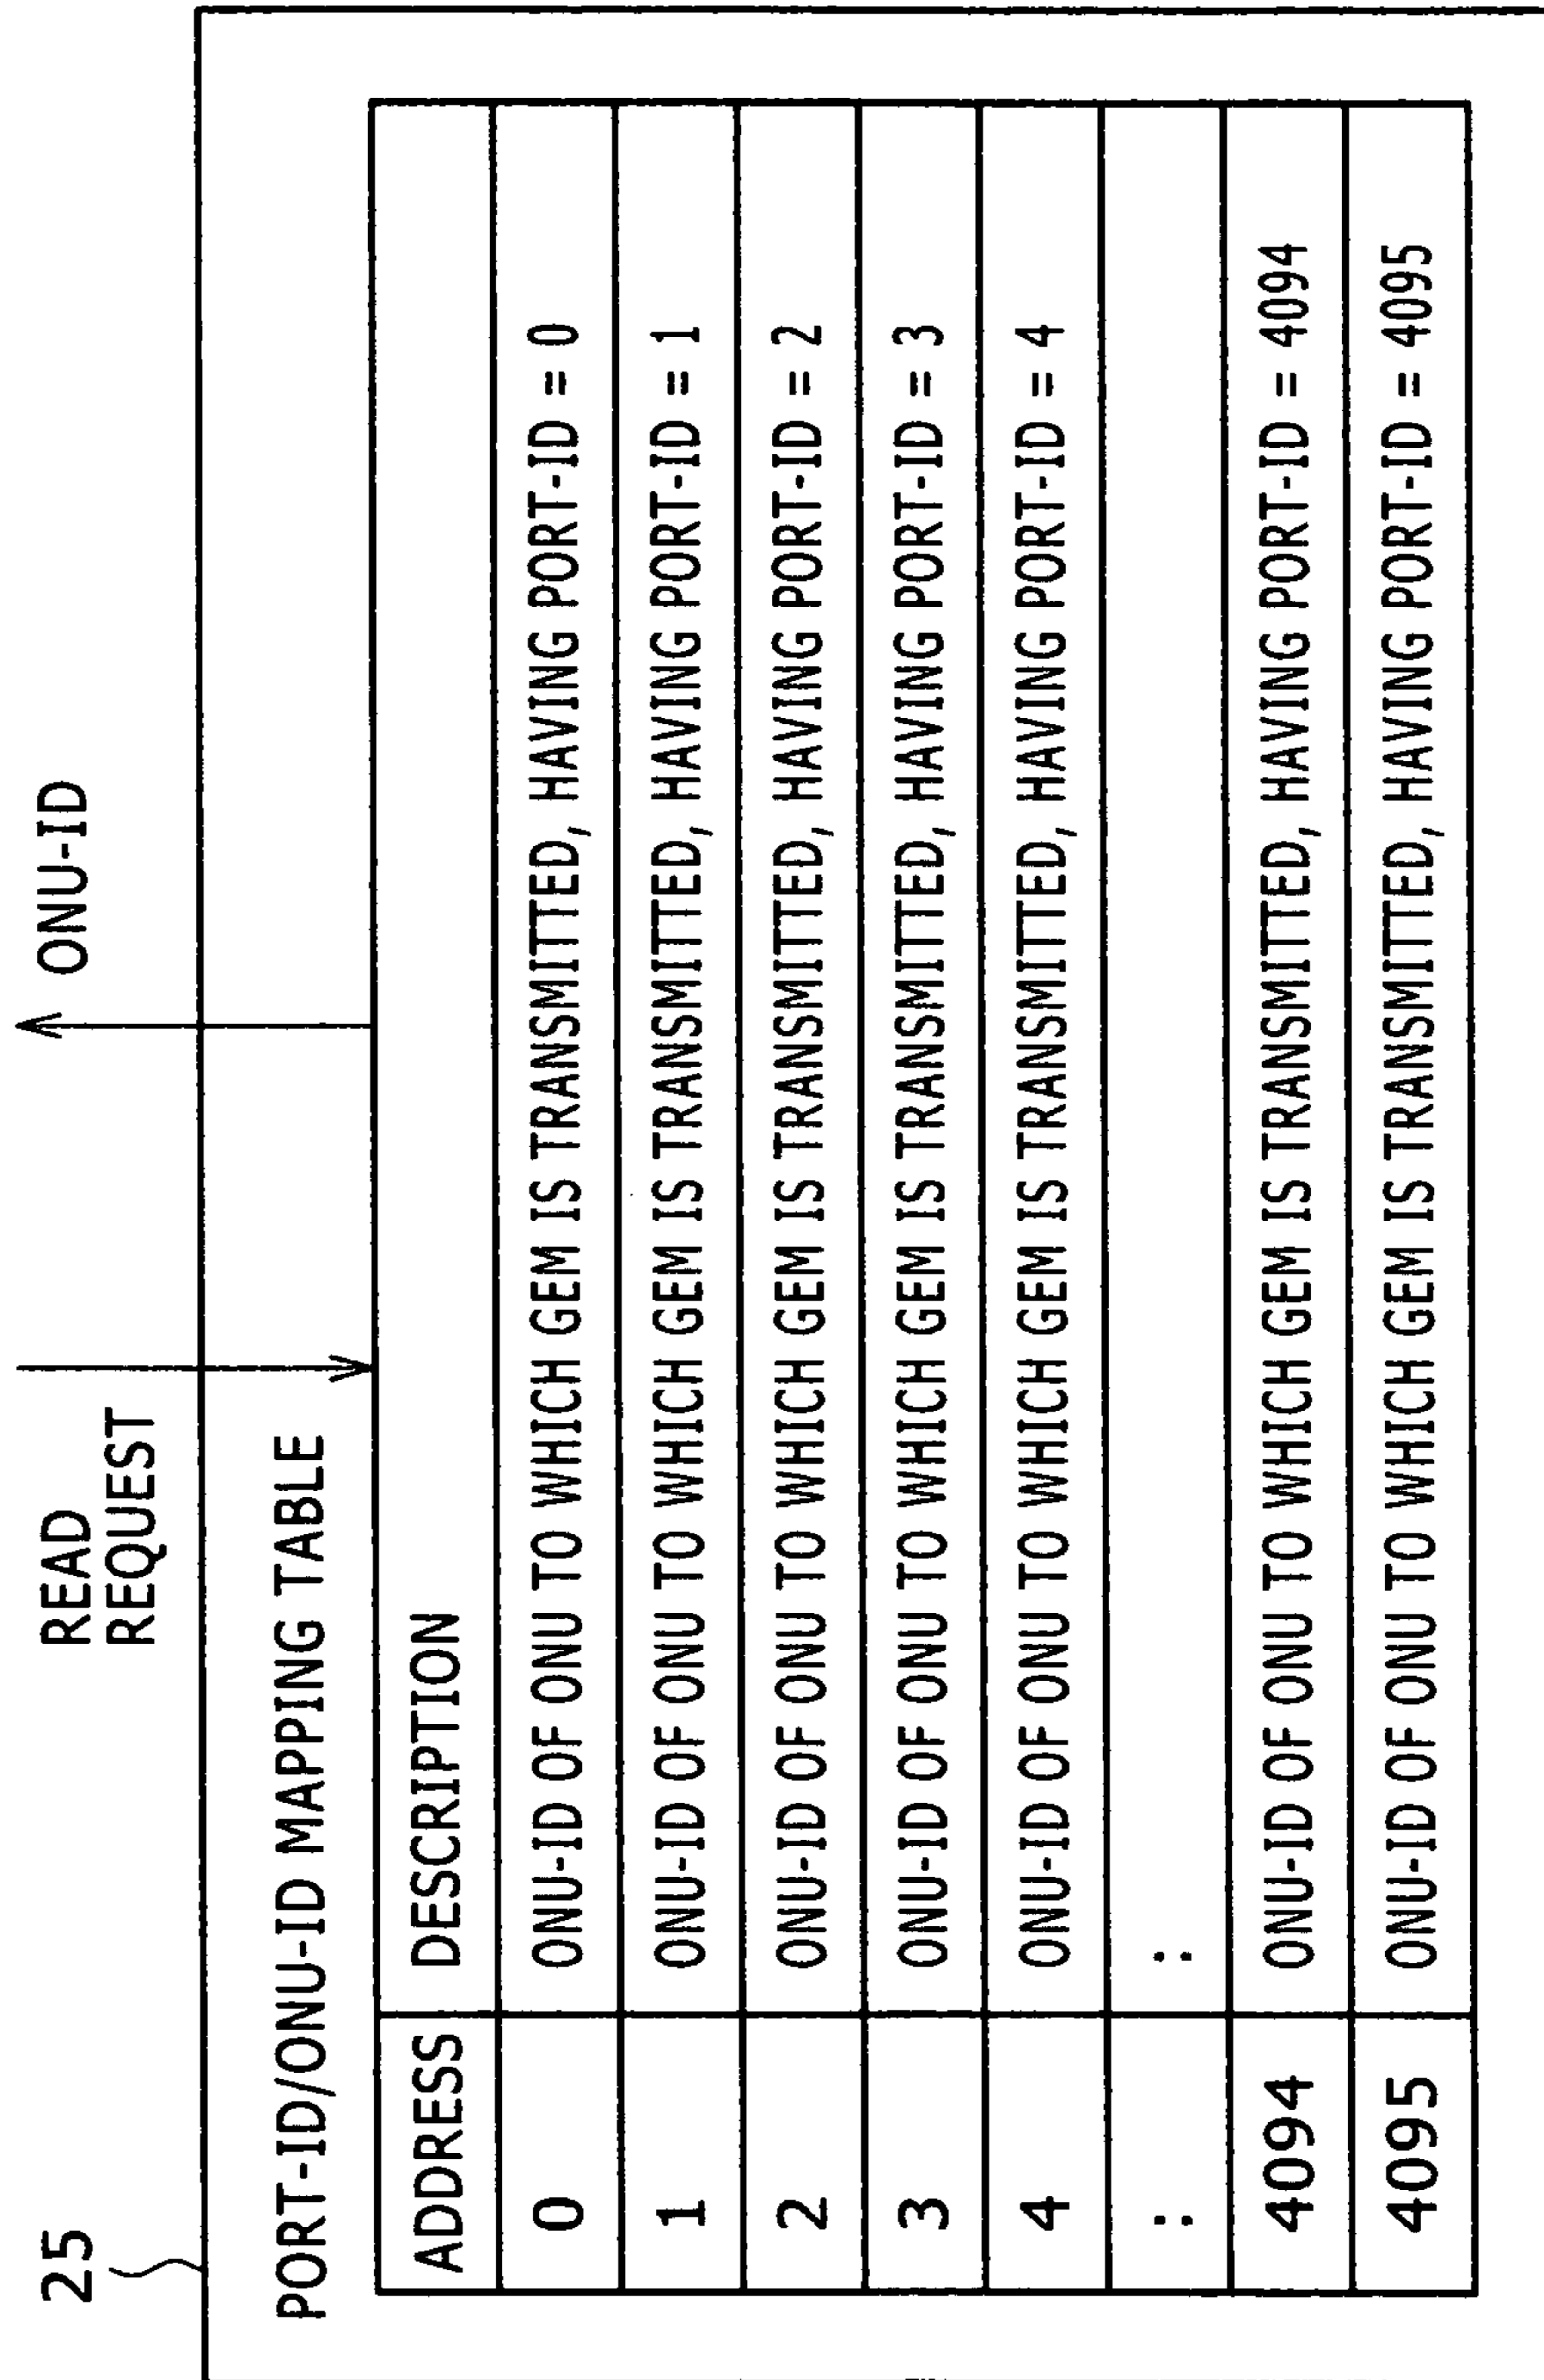 25
READ
REQUEST
ONU-ID
PORT-ID/ONU-ID MAPPING TABLE
ADDRESS DESCRIPTION
0 ONU-ID OF ONU TO WHICH GEM IS TRANSMITTED, HAVING PORT-ID = 0
1 ONU-ID OF ONU TO WHICH GEM IS TRANSMITTED, HAVING PORT-ID = 1
2 ONU-ID OF ONU TO WHICH GEM IS TRANSMITTED, HAVING PORT-ID = 2
3 ONU-ID OF ONU TO WHICH GEM IS TRANSMITTED, HAVING PORT-ID = 3
4 ONU-ID OF ONU TO WHICH GEM IS TRANSMITTED, HAVING PORT-ID = 4
: :
4094 ONU-ID OF ONU TO WHICH GEM IS TRANSMITTED, HAVING PORT-ID = 4094
4095 ONU-ID OF ONU TO WHICH GEM IS TRANSMITTED, HAVING PORT-ID = 4095